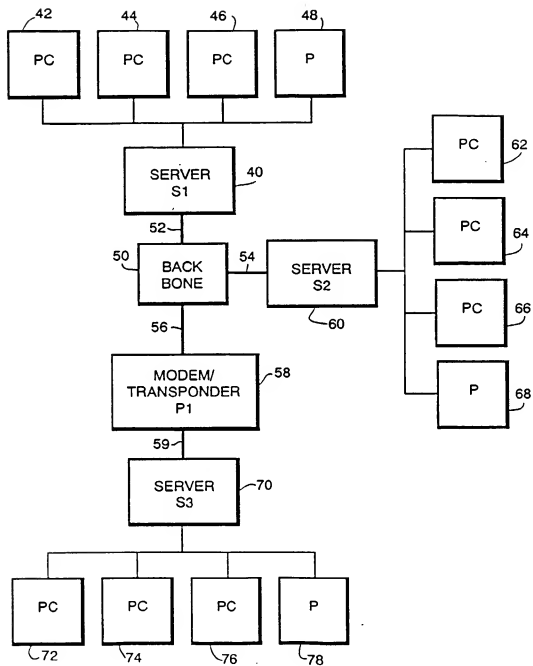 42
44
46
48
PC
PC
PC
P
PC
62
SERVER
S1
40
52
PC
64
50
BACK
BONE
54
SERVER
S2
60
PC
66
56
MODEM/
TRANSPONDER
P1
58
P
68
59
SERVER
S3
70
PC
PC
PC
P
72
74
76
78